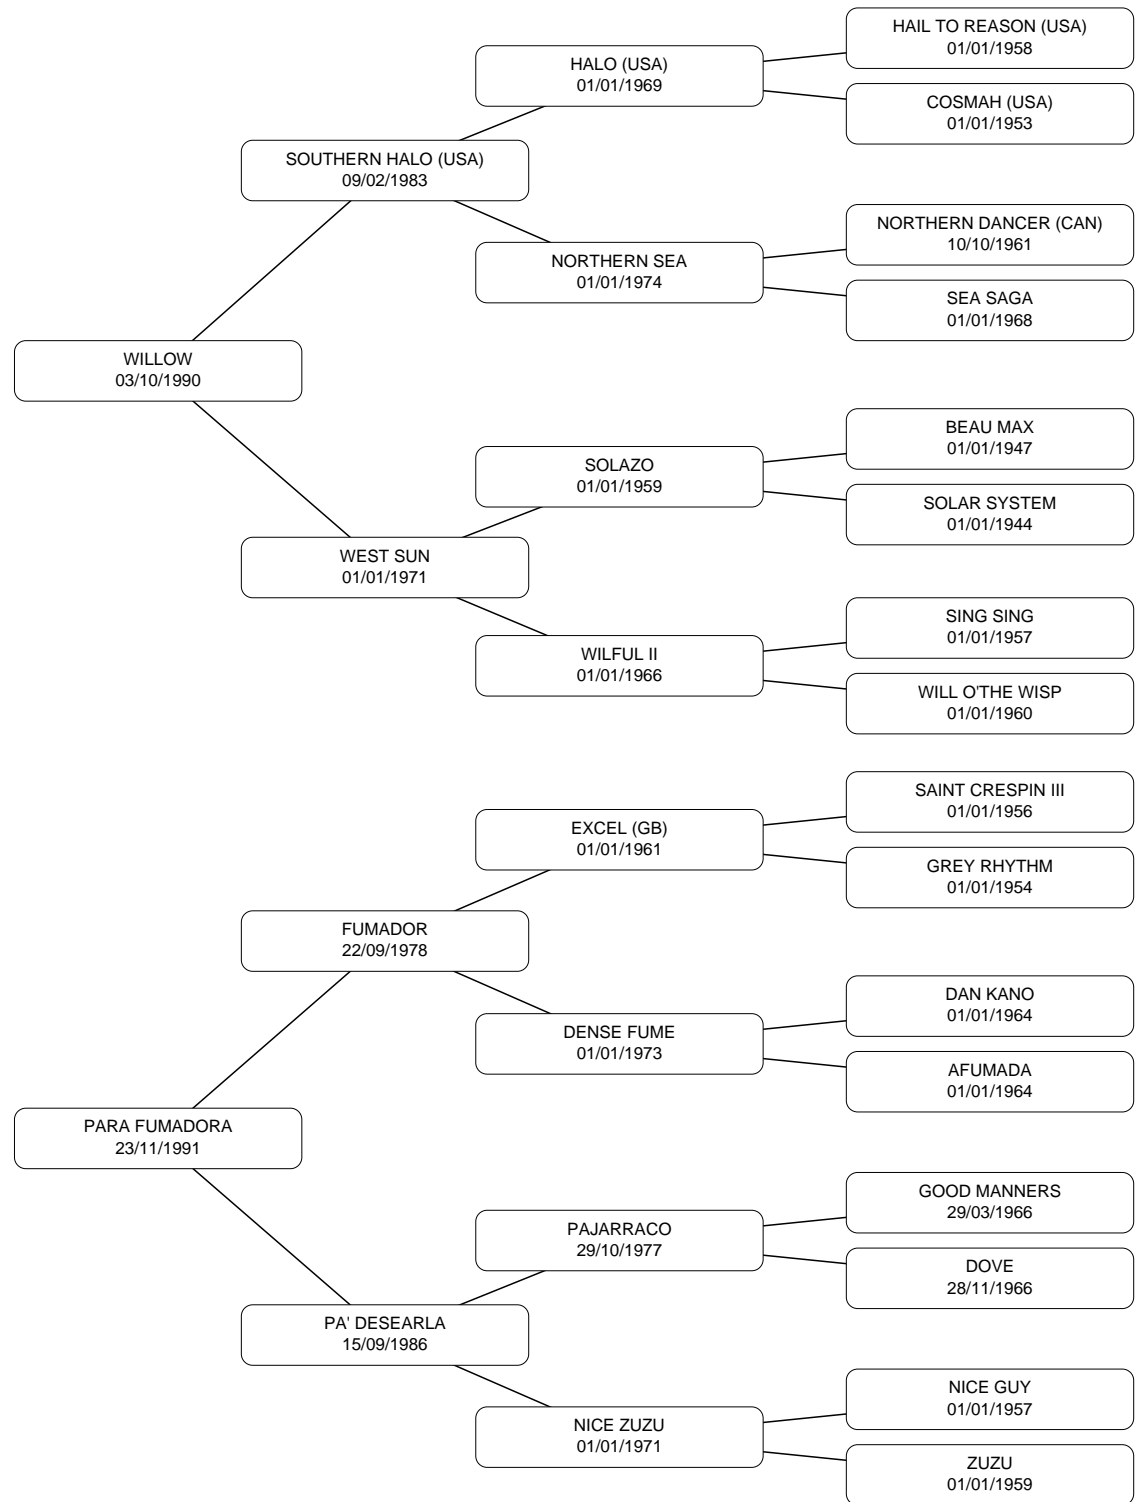 HAIL TO REASON (USA)
01/01/1958
HALO (USA)
01/01/1969
COSMAH (USA)
01/01/1953
SOUTHERN HALO (USA)
09/02/1983
NORTHERN DANCER (CAN)
10/10/1961
NORTHERN SEA
01/01/1974
SEA SAGA
01/01/1968
WILLOW
03/10/1990
BEAU MAX
01/01/1947
SOLAZO
01/01/1959
SOLAR SYSTEM
01/01/1944
WEST SUN
01/01/1971
SING SING
01/01/1957
WILFUL II
01/01/1966
WILL O'THE WISP
01/01/1960
SAINT CRESPIN III
01/01/1956
EXCEL (GB)
01/01/1961
GREY RHYTHM
01/01/1954
FUMADOR
22/09/1978
DAN KANO
01/01/1964
DENSE FUME
01/01/1973
AFUMADA
01/01/1964
PARA FUMADORA
23/11/1991
GOOD MANNERS
29/03/1966
PAJARRACO
29/10/1977
DOVE
28/11/1966
PA' DESEARLA
15/09/1986
NICE GUY
01/01/1957
NICE ZUZU
01/01/1971
ZUZU
01/01/1959